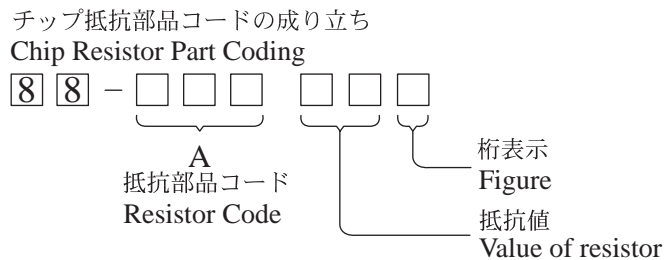 チップ抵抗部品コードの成り立ち
Chip Resistor Part Coding
8 8 − □ □ □ □ □ □
A
抵抗部品コード
Resistor Code
桁表示
Figure
抵抗値
Value of resistor